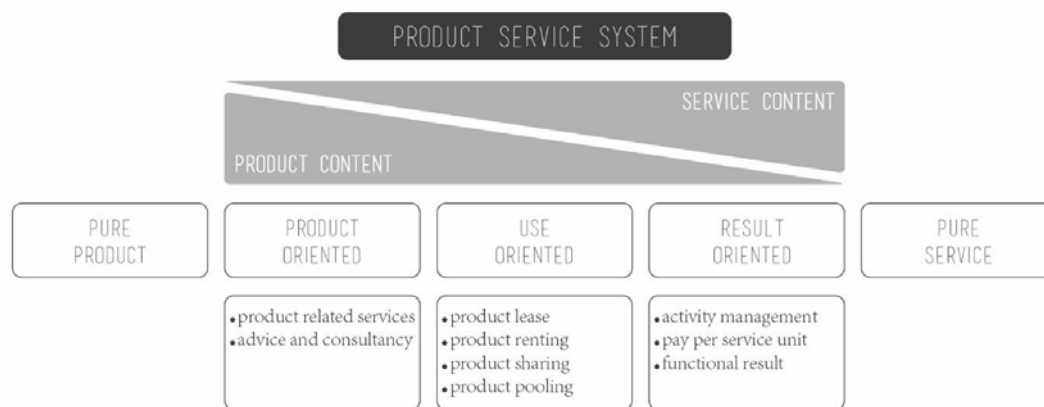 PRODUCT SERVICE SYSTEM
SERVICE CONTENT
PRODUCT CONTENT
PURE
PRODUCT
PRODUCT
ORIENTED
USE
ORIENTED
RESULT
ORIENTED
PURE
SERVICE
•product related services
•advice and consultancy
•product lease
•product renting
•product sharing
•product pooling
•activity management
•pay per service unit
•functional result